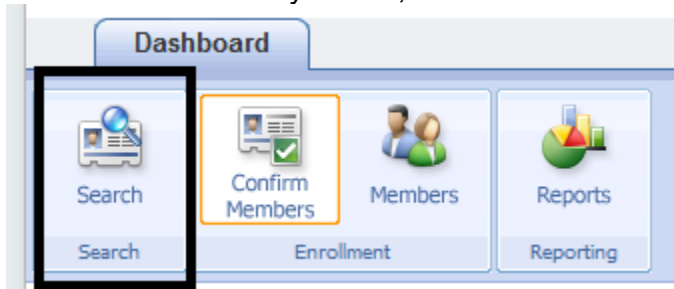 Dashboard
Search
Confirm
Members
Members
Reports
Search
Enrollment
Reporting